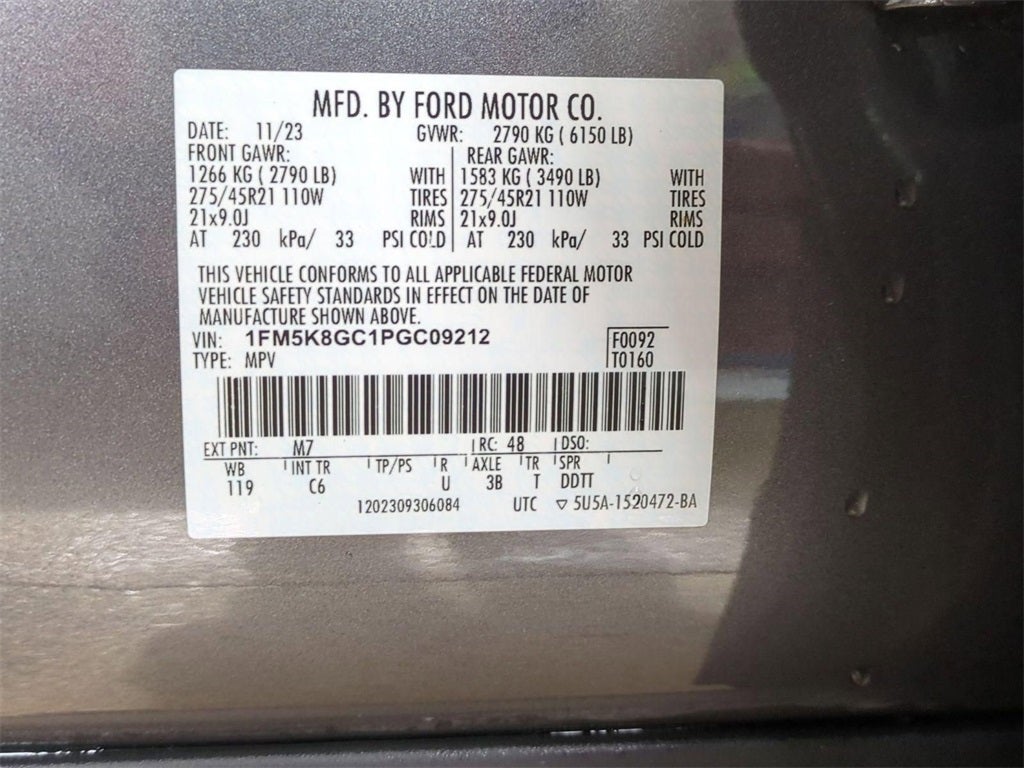 MFD. BY FORD MOTOR CO.
DATE: 11/23 GVWR: 2790 KG ( 6150 LB)
FRONT GAWR: REAR GAWR:
1266 KG ( 2790 LB) WITH 1583 KG ( 3490 LB) WITH
275/45R21 110W TIRES 275/45R21 110W TIRES
21x9.0J RIMS 21x9.0J RIMS
AT 230 kPa/ 33 PSI COLD AT 230 kPa/ 33 PSI COLD
THIS VEHICLE CONFORMS TO ALL APPLICABLE FEDERAL MOTOR
VEHICLE SAFETY STANDARDS IN EFFECT ON THE DATE OF
MANUFACTURE SHOWN ABOVE.
VIN: 1FM5K8GC1PGC09212 F0092
TYPE: MPV T0160
EXT PNT: M7 RC: 48 DSO:
WB INT TR TP/PS R AXLE TR SPR
119 C6 U 3B T DDTT
1202309306084 UTC ▽ 5U5A-1520472-BA